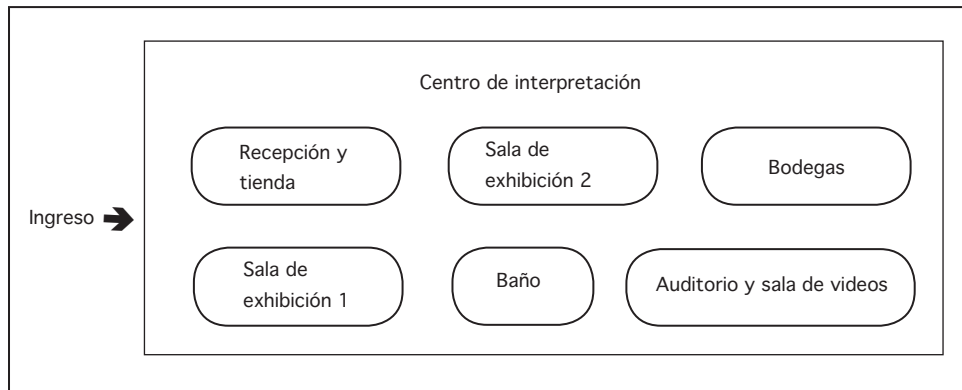 Centro de interpretación
Recepción y
tienda
Sala de
exhibición 2
Bodegas
Ingreso
Sala de
exhibición 1
Baño
Auditorio y sala de videos